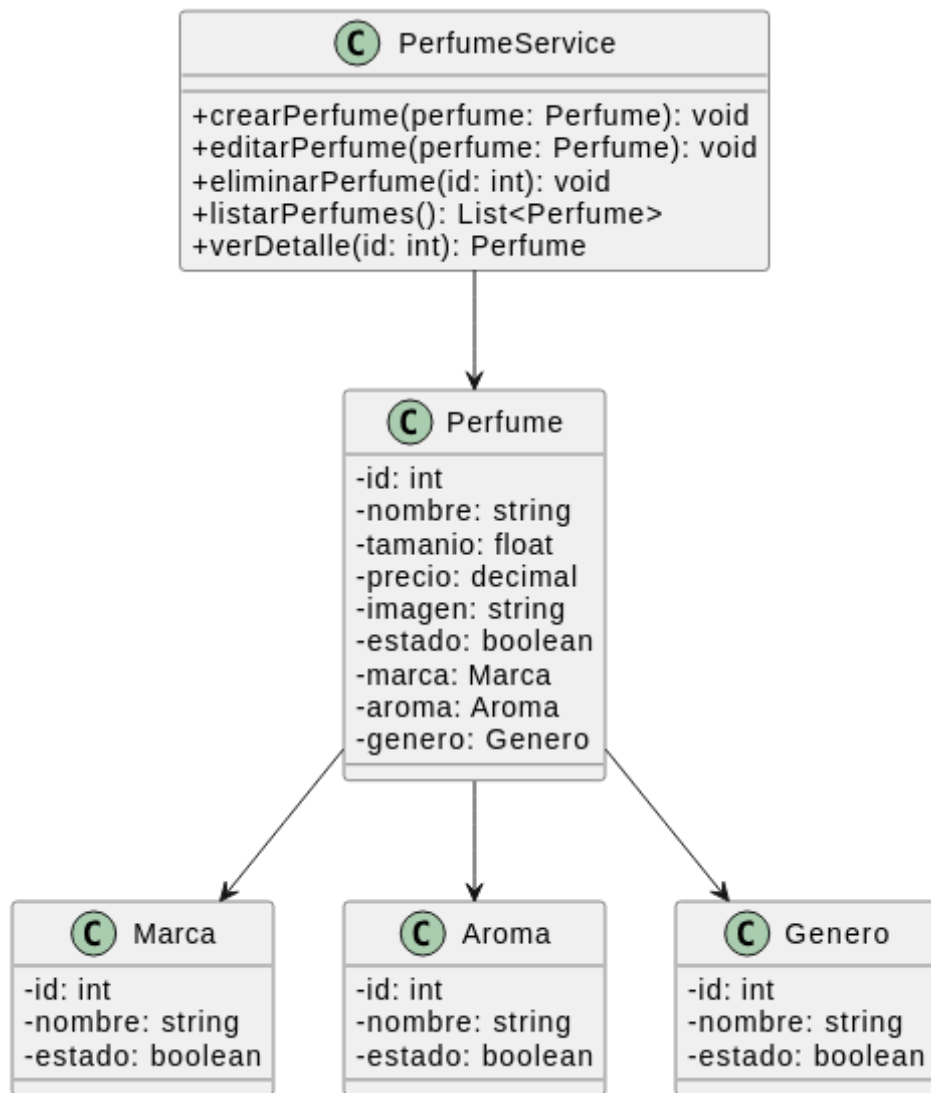 C PerfumeService
+crearPerfume(perfume: Perfume): void
+editarPerfume(perfume: Perfume): void
+eliminarPerfume(id: int): void
+listarPerfumes(): List<Perfume>
+verDetalle(id: int): Perfume
C Perfume
-id: int
-nombre: string
-tamanio: float
-precio: decimal
-imagen: string
-estado: boolean
-marca: Marca
-aroma: Aroma
-genero: Genero
C Marca
-id: int
-nombre: string
-estado: boolean
C Aroma
-id: int
-nombre: string
-estado: boolean
C Genero
-id: int
-nombre: string
-estado: boolean